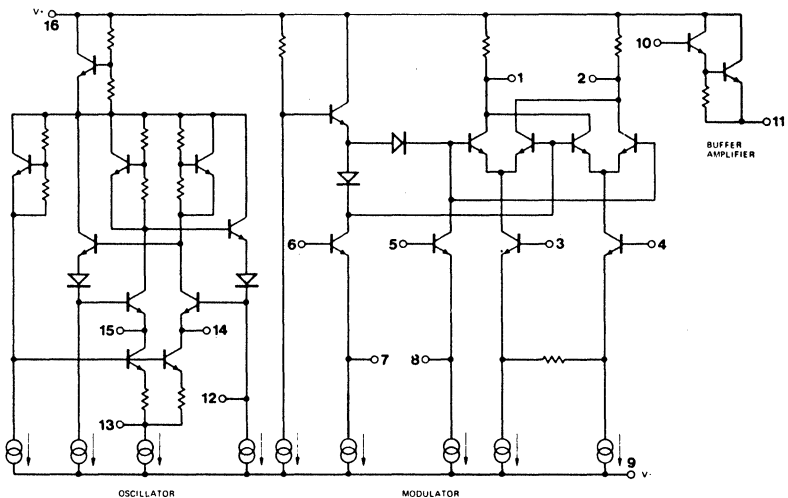 V+
16
10
1
2
11
BUFFER
AMPLIFIER
6
5
3
4
15
14
7
8
12
13
9
V-
OSCILLATOR
MODULATOR